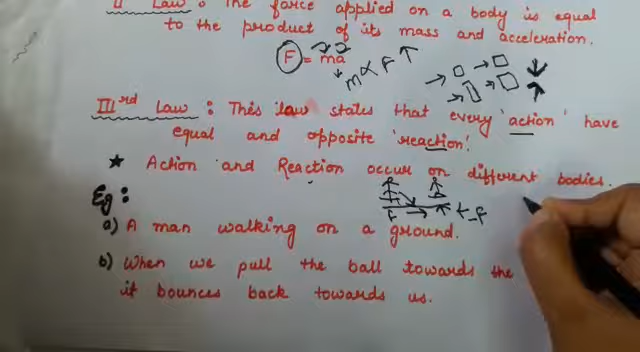 II Law : The force applied on a body is equal
to the product of its mass and acceleration.
F = ma
m ∝ F ↑
III rd Law : This law states that every 'action' have
equal and opposite 'reaction'.
★ Action and Reaction occur on different bodies.
Eg :
F
-F
a) A man walking on a ground.
b) When we pull the ball towards the
it bounces back towards us.